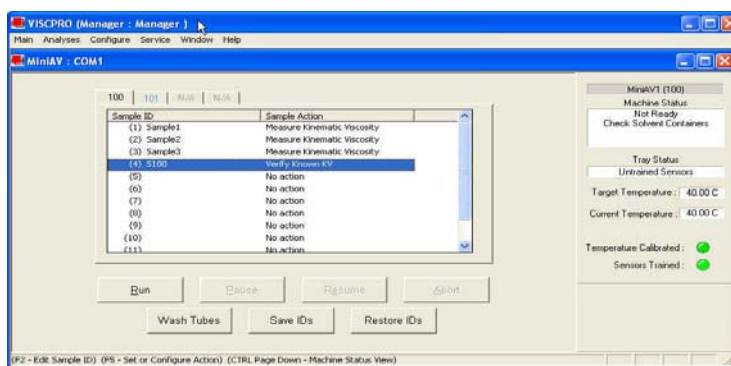 VISCPRO (Manager : Manager )
Main Analyses Configure Service Window Help
MiniAV : COM1
100 101 N/A N/A
Sample ID Sample Action
(1) Sample1 Measure Kinematic Viscosity
(2) Sample2 Measure Kinematic Viscosity
(3) Sample3 Measure Kinematic Viscosity
(4) S100 Verify Known KV
(5) No action
(6) No action
(7) No action
(8) No action
(9) No action
(10) No action
(11) No action
Run Pause Resume Abort
Wash Tubes Save IDs Restore IDs
MiniAV1 (100)
Machine Status
Not Ready
Check Solvent Containers
Tray Status
Untrained Sensors
Target Temperature : 40.00 C
Current Temperature : 40.00 C
Temperature Calibrated :
Sensors Trained :
(F2 - Edit Sample ID) (F5 - Set or Configure Action) (CTRL Page Down - Machine Status View)